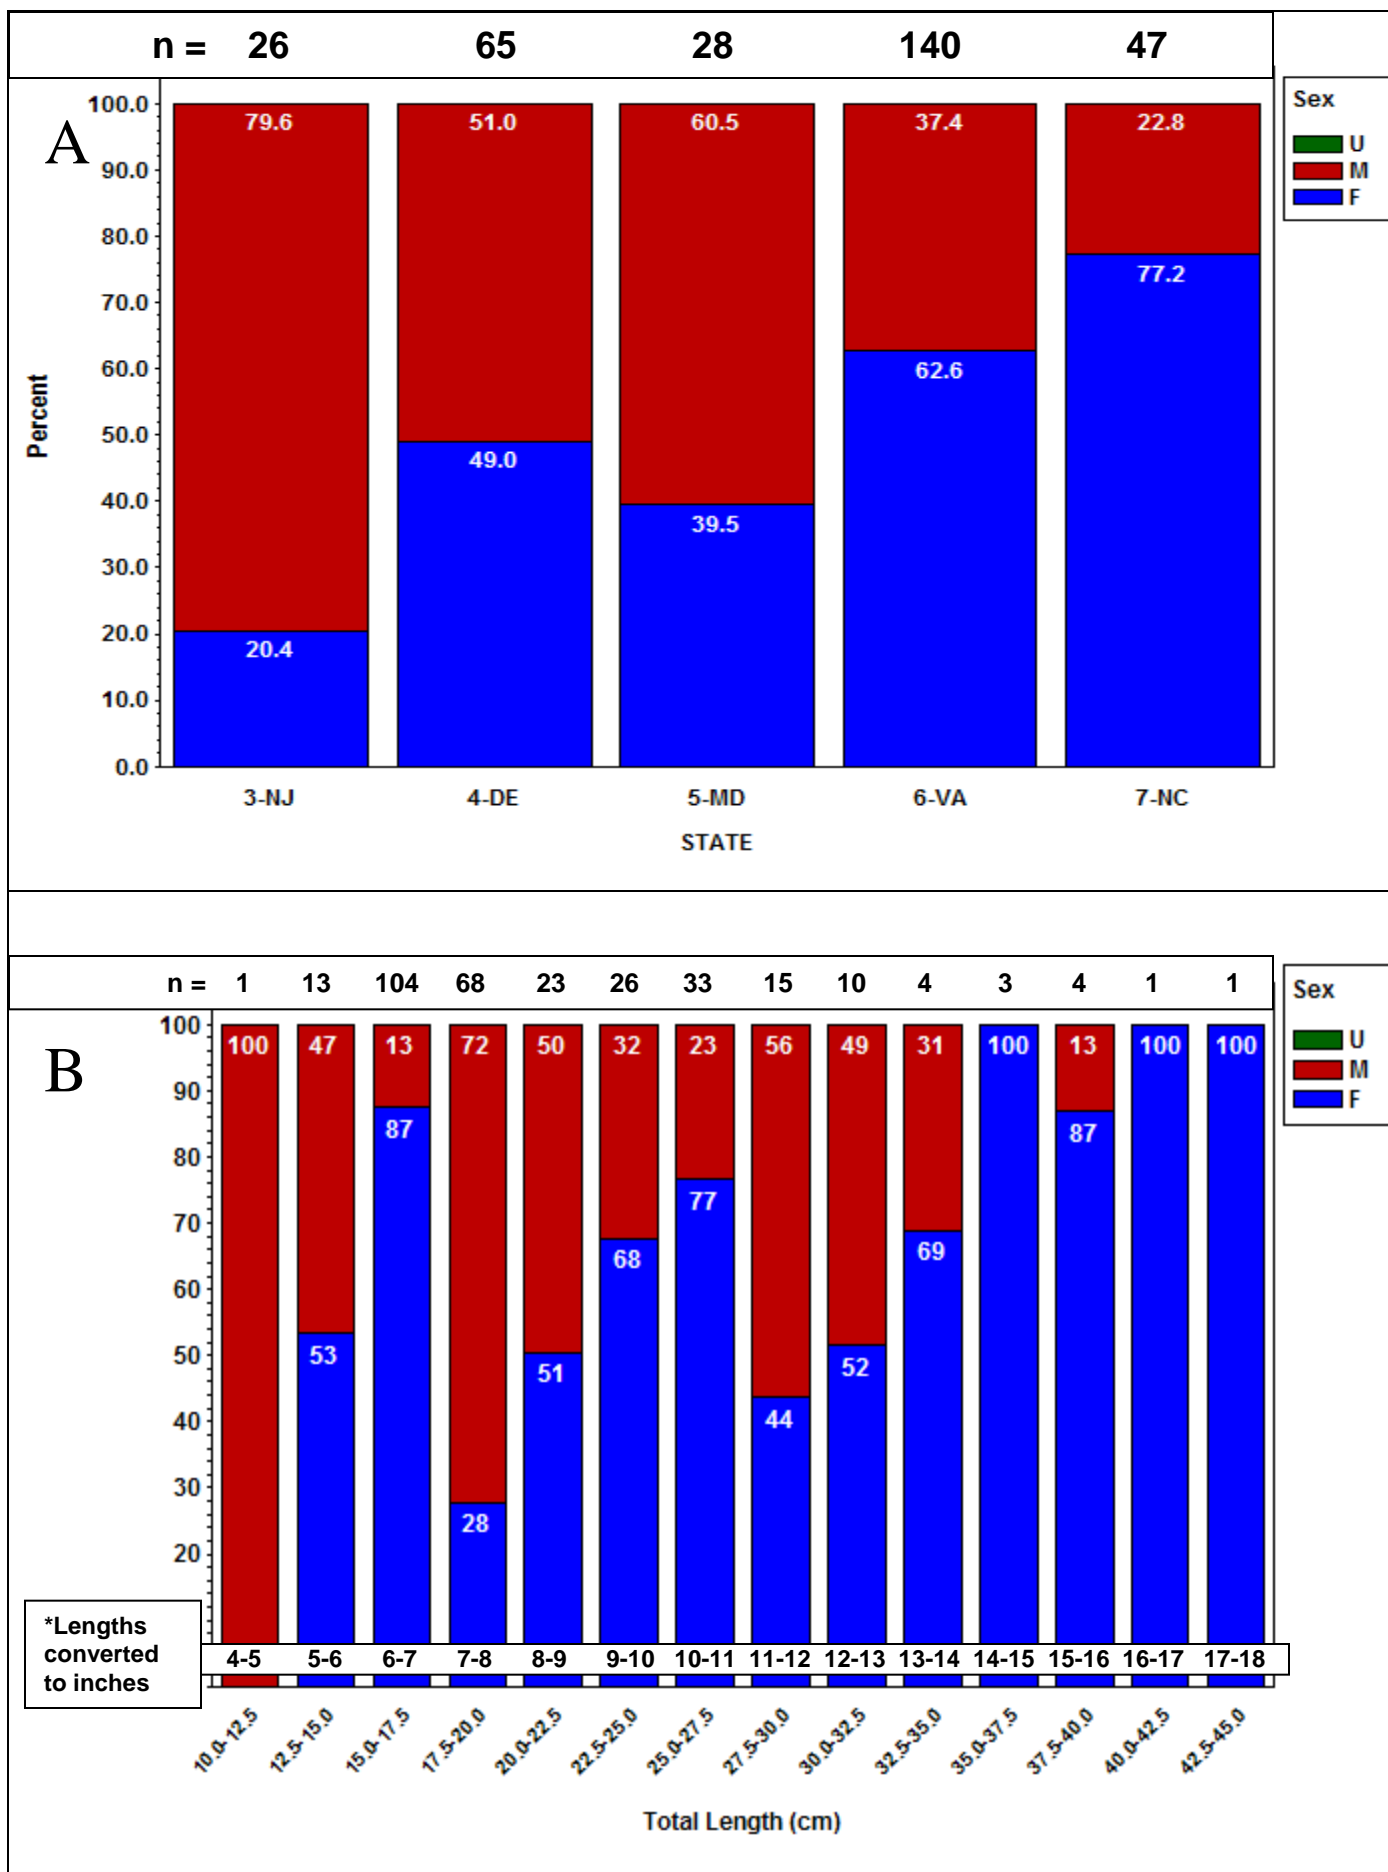 n = 26 65 28 140 47
A
Sex
U
M
F
100.0
90.0
80.0
70.0
60.0
50.0
40.0
30.0
20.0
10.0
0.0
Percent
79.6 51.0 60.5 37.4 22.8
20.4 49.0 39.5 62.6 77.2
3-NJ 4-DE 5-MD 6-VA 7-NC
STATE
n = 1 13 104 68 23 26 33 15 10 4 3 4 1 1
B
Sex
U
M
F
100
90
80
70
60
50
40
30
20
100 47 13 72 50 32 23 56 49 31 100 13 100 100
53 87 28 51 68 77 44 52 69 87
*Lengths
converted
to inches
4-5 5-6 6-7 7-8 8-9 9-10 10-11 11-12 12-13 13-14 14-15 15-16 16-17 17-18
10.0-12.5 12.5-15.0 15.0-17.5 17.5-20.0 20.0-22.5 22.5-25.0 25.0-27.5 27.5-30.0 30.0-32.5 32.5-35.0 35.0-37.5 37.5-40.0 40.0-42.5 42.5-45.0
Total Length (cm)